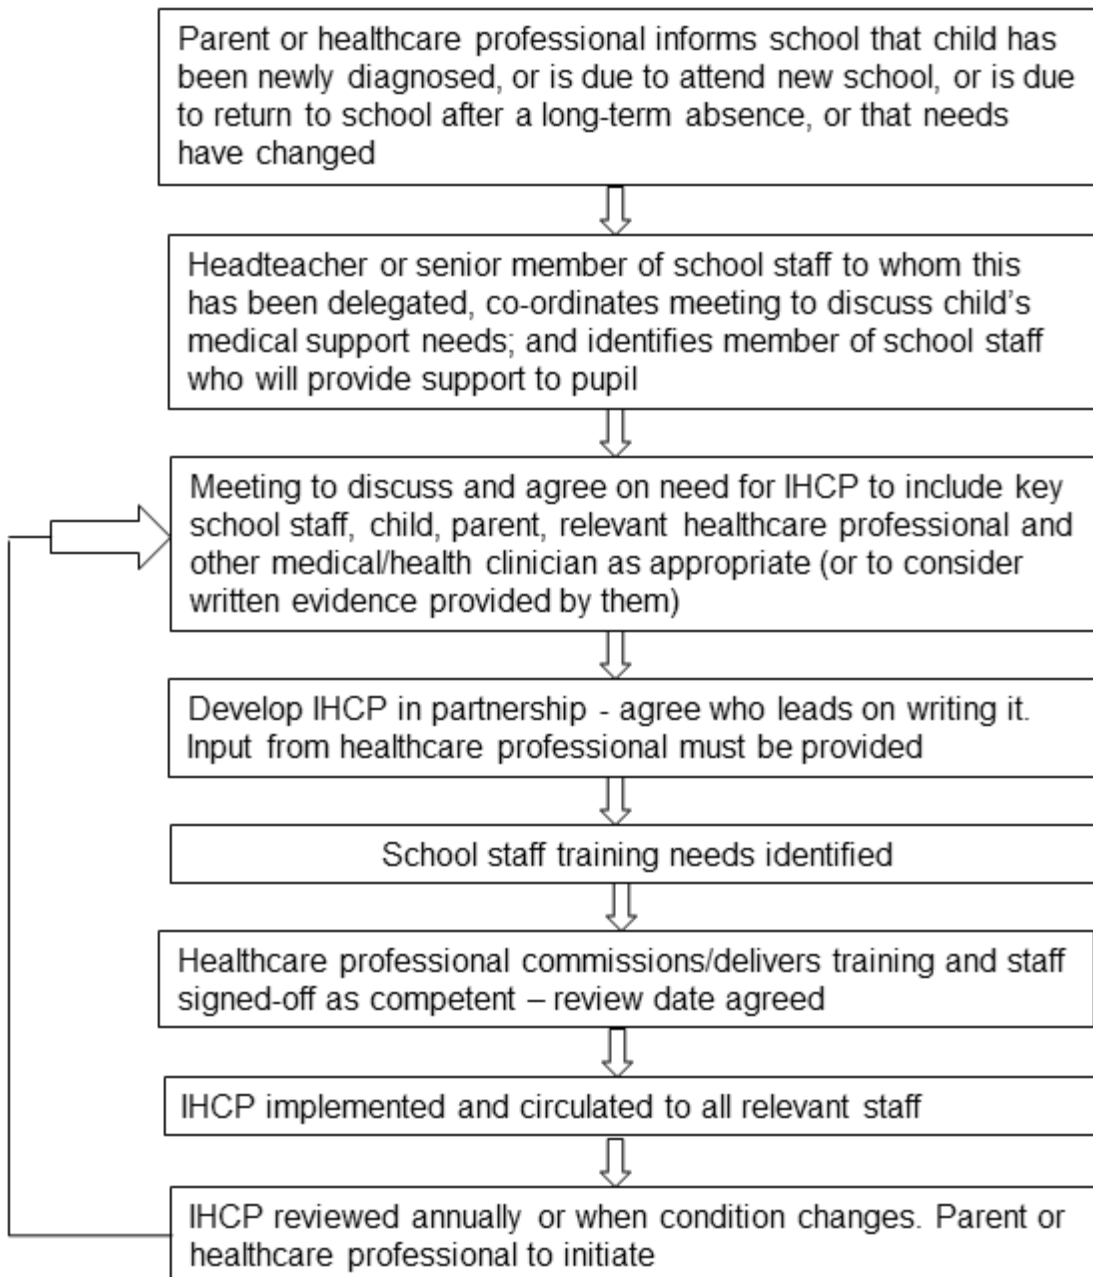 Parent or healthcare professional informs school that child has
been newly diagnosed, or is due to attend new school, or is due
to return to school after a long-term absence, or that needs
have changed
Headteacher or senior member of school staff to whom this
has been delegated, co-ordinates meeting to discuss child's
medical support needs; and identifies member of school staff
who will provide support to pupil
Meeting to discuss and agree on need for IHCP to include key
school staff, child, parent, relevant healthcare professional and
other medical/health clinician as appropriate (or to consider
written evidence provided by them)
Develop IHCP in partnership - agree who leads on writing it.
Input from healthcare professional must be provided
School staff training needs identified
Healthcare professional commissions/delivers training and staff
signed-off as competent – review date agreed
IHCP implemented and circulated to all relevant staff
IHCP reviewed annually or when condition changes. Parent or
healthcare professional to initiate